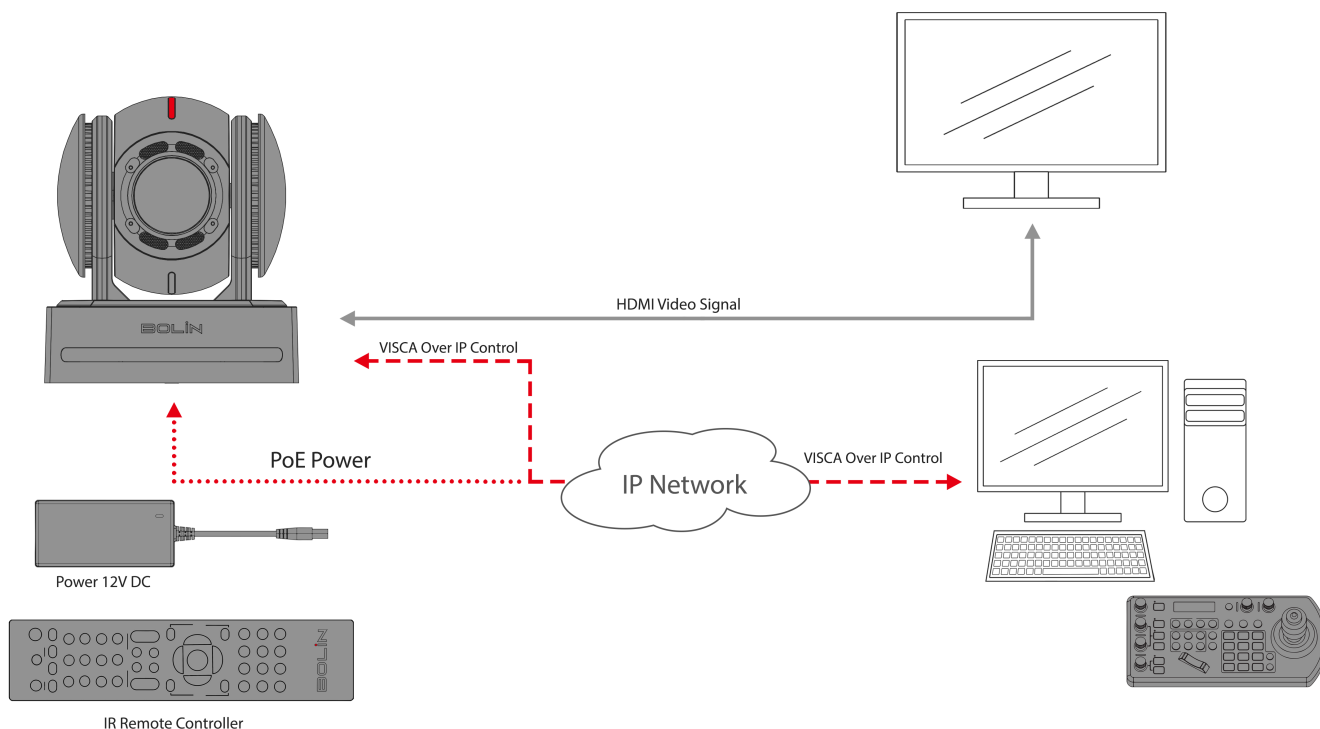 HDMI Video Signal
BOLIN
VISCA Over IP Control
PoE Power
IP Network
VISCA Over IP Control
Power 12V DC
BOLIN
IR Remote Controller